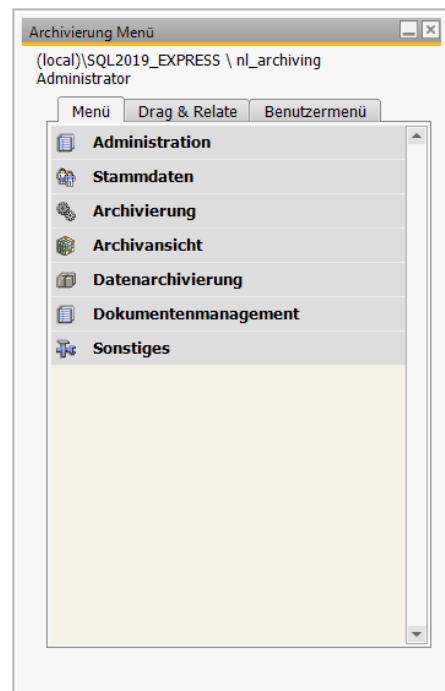 Archivierung Menü
(local)\SQL2019_EXPRESS \ nl_archiving
Administrator
Menü Drag & Relate Benutzermenü
Administration
Stammdaten
Archivierung
Archivansicht
Datenarchivierung
Dokumentenmanagement
Sonstiges